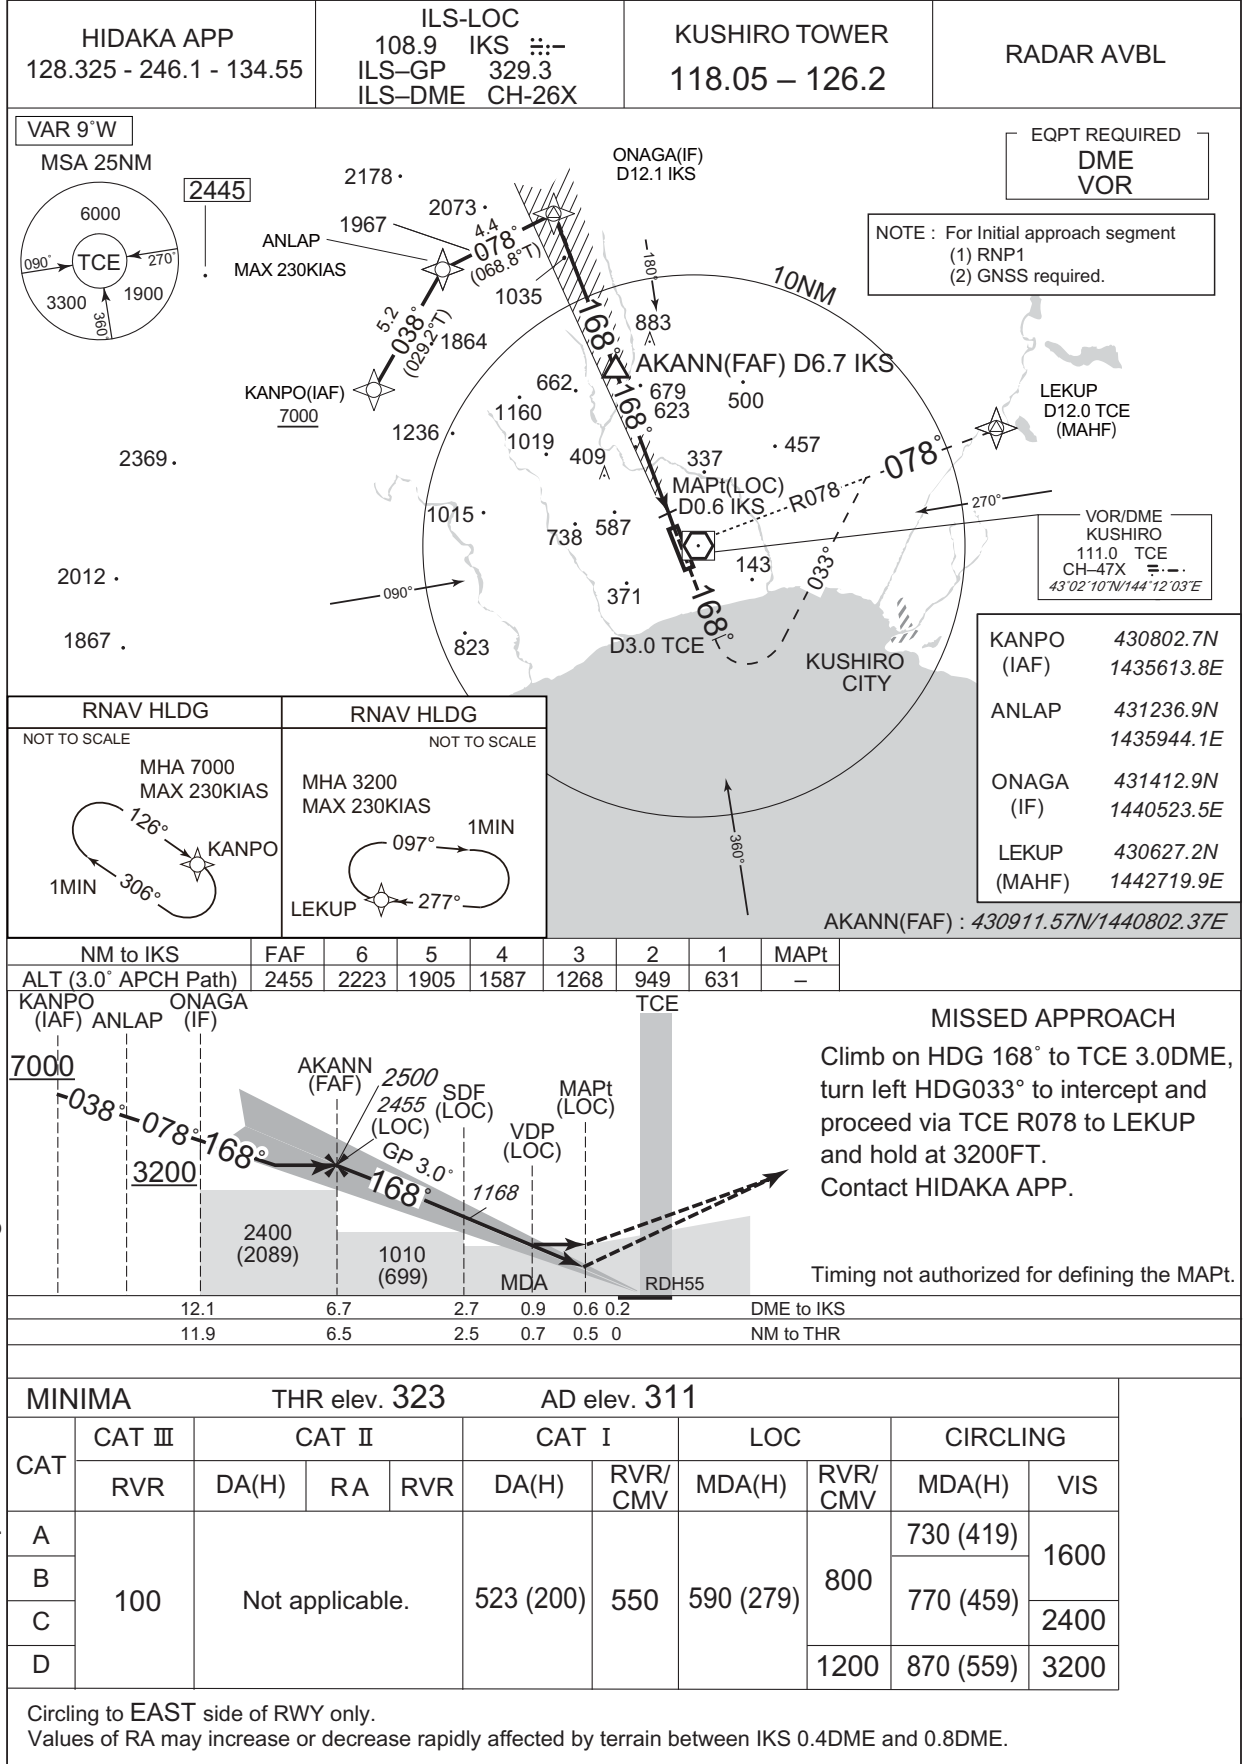 HIDAKA APP
128.325 - 246.1 - 134.55
ILS-LOC
108.9 IKS
ILS–GP 329.3
ILS–DME CH-26X
KUSHIRO TOWER
118.05 – 126.2
RADAR AVBL
VAR 9˚W
MSA 25NM
6000
TCE
090˚
270˚
3300
1900
360˚
2445
2178
2073
1967
ANLAP
MAX 230KIAS
4.4
078˚
(068.8°T)
1035
5.2
038˚
(029.2°T)
1864
KANPO(IAF)
7000
ONAGA(IF)
D12.1 IKS
EQPT REQUIRED
DME
VOR
NOTE : For Initial approach segment
(1) RNP1
(2) GNSS required.
180˚
10NM
168˚
883
AKANN(FAF) D6.7 IKS
662
679
623
500
168˚
1160
1236
1019
409
337
457
2369
MAPt(LOC)
D0.6 IKS
R078
078˚
LEKUP
D12.0 TCE
(MAHF)
270°
1015
738
587
VOR/DME
KUSHIRO
111.0 TCE
CH–47X
43˚02´10˝N/144˚12´03˝E
143
033°
2012
090°
371
168˚
1867
823
D3.0 TCE
KUSHIRO
CITY
KANPO 430802.7N
(IAF) 1435613.8E
ANLAP 431236.9N
1435944.1E
ONAGA 431412.9N
(IF) 1440523.5E
LEKUP 430627.2N
(MAHF) 1442719.9E
RNAV HLDG
NOT TO SCALE
MHA 7000
MAX 230KIAS
126°
KANPO
1MIN
306°
RNAV HLDG
NOT TO SCALE
MHA 3200
MAX 230KIAS
1MIN
097°
LEKUP
277°
360°
AKANN(FAF) : 430911.57N/1440802.37E
NM to IKS FAF 6 5 4 3 2 1 MAPt
ALT (3.0˚ APCH Path) 2455 2223 1905 1587 1268 949 631 –
KANPO
(IAF)
ANLAP
ONAGA
(IF)
TCE
7000
038°
078°
168°
3200
AKANN
(FAF)
2500
2455
(LOC)
SDF
(LOC)
MAPt
(LOC)
VDP
(LOC)
GP 3.0˚
168°
1168
2400
(2089)
1010
(699)
MDA
RDH55
MISSED APPROACH
Climb on HDG 168˚ to TCE 3.0DME,
turn left HDG033° to intercept and
proceed via TCE R078 to LEKUP
and hold at 3200FT.
Contact HIDAKA APP.
Timing not authorized for defining the MAPt.
12.1 6.7 2.7 0.9 0.6 0.2 DME to IKS
11.9 6.5 2.5 0.7 0.5 0 NM to THR
MINIMA THR elev. 323 AD elev. 311
CAT CAT Ⅲ CAT Ⅱ CAT Ⅰ LOC CIRCLING
RVR DA(H) RA RVR DA(H) RVR/CMV MDA(H) RVR/CMV MDA(H) VIS
A 730 (419) 1600
B 100 Not applicable. 523 (200) 550 590 (279) 800 770 (459)
C 2400
D 1200 870 (559) 3200
Circling to EAST side of RWY only.
Values of RA may increase or decrease rapidly affected by terrain between IKS 0.4DME and 0.8DME.